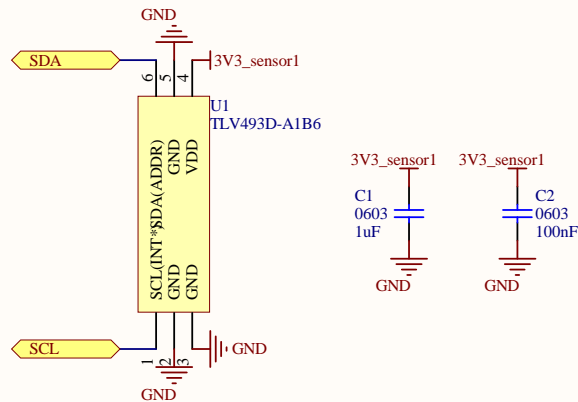 GND
SDA
3V3_sensor1
6
5
4
U1
TLV493D-A1B6
SDA(ADDR)
GND
VDD
SCL(INT*)
GND
GND
3V3_sensor1
3V3_sensor1
C1
0603
1uF
C2
0603
100nF
GND
GND
SCL
1
2
3
GND
GND